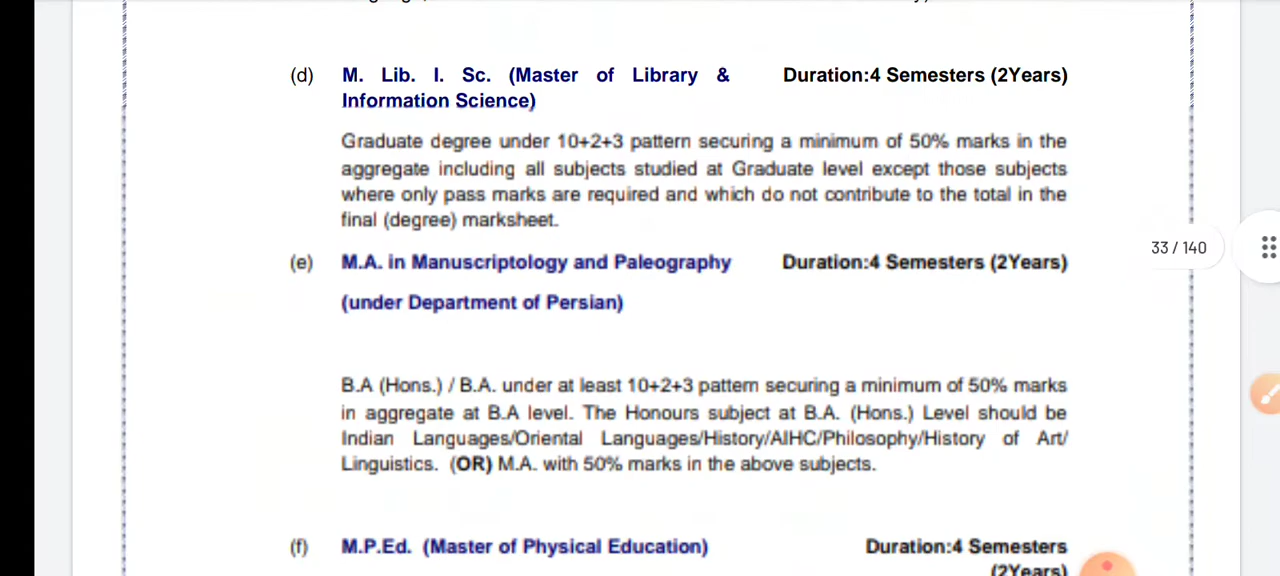 (d) M. Lib. I. Sc. (Master of Library & Duration:4 Semesters (2Years)
Information Science)
Graduate degree under 10+2+3 pattern securing a minimum of 50% marks in the
aggregate including all subjects studied at Graduate level except those subjects
where only pass marks are required and which do not contribute to the total in the
final (degree) marksheet.
33 / 140
(e) M.A. in Manuscriptology and Paleography Duration:4 Semesters (2Years)
(under Department of Persian)
B.A (Hons.) / B.A. under at least 10+2+3 pattern securing a minimum of 50% marks
in aggregate at B.A level. The Honours subject at B.A. (Hons.) Level should be
Indian Languages/Oriental Languages/History/AIHC/Philosophy/History of Art/
Linguistics. (OR) M.A. with 50% marks in the above subjects.
(f) M.P.Ed. (Master of Physical Education) Duration:4 Semesters
(2Years)